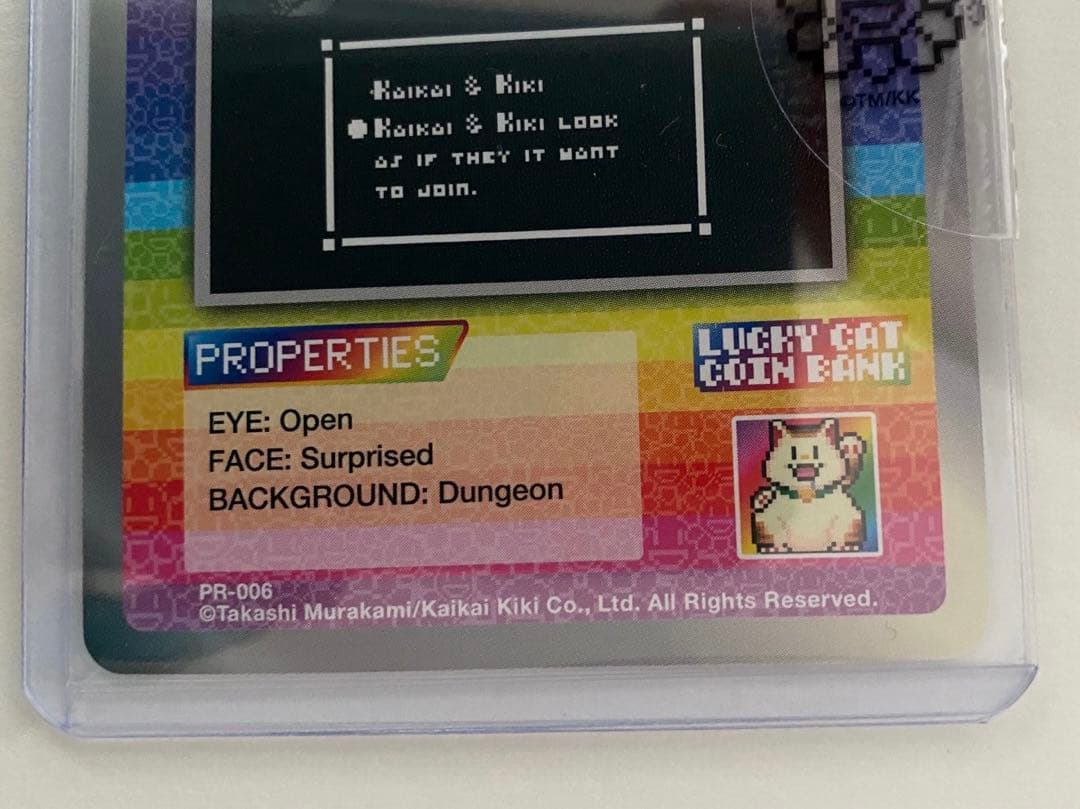 Kaikai & Kiki
Kaikai & Kiki look
as if they it want
to join.
©TM/KK
PROPERTIES
LUCKY CAT
COIN BANK
EYE: Open
FACE: Surprised
BACKGROUND: Dungeon
PR-006
©Takashi Murakami/Kaikai Kiki Co., Ltd. All Rights Reserved.